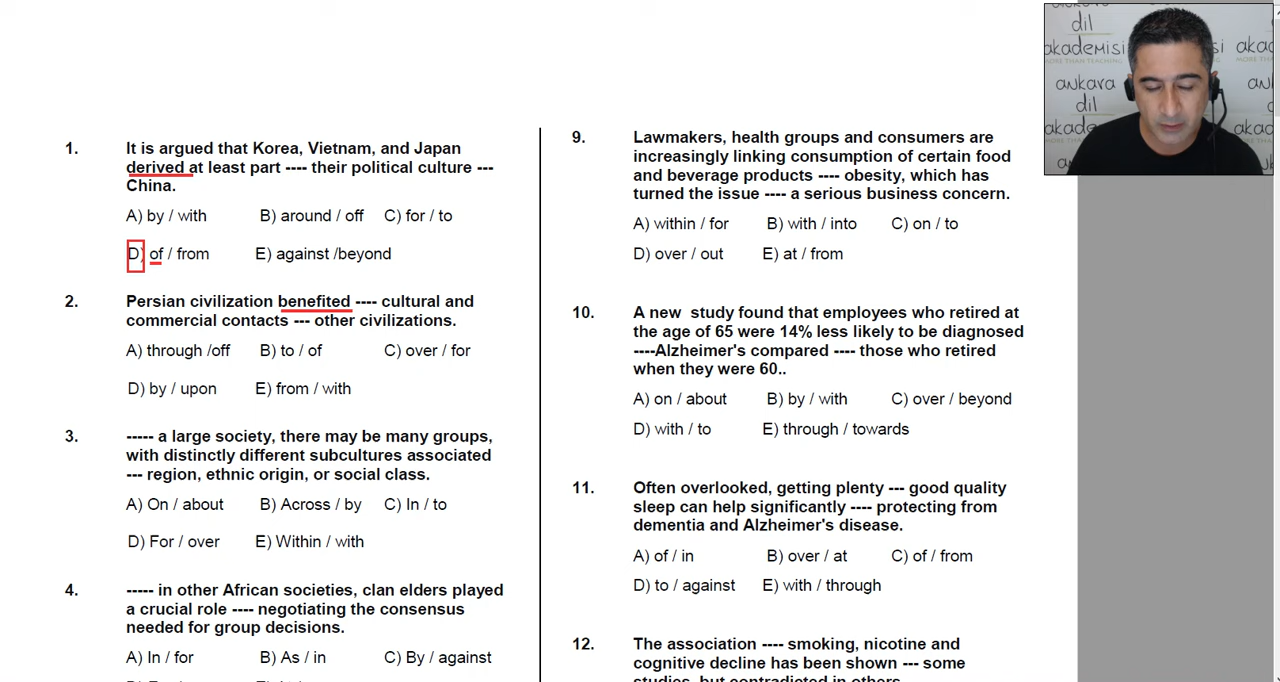 1. It is argued that Korea, Vietnam, and Japan
derived at least part ---- their political culture ---
China.
A) by / with B) around / off C) for / to
D) of / from E) against /beyond
2. Persian civilization benefited ---- cultural and
commercial contacts --- other civilizations.
A) through /off B) to / of C) over / for
D) by / upon E) from / with
3. ----- a large society, there may be many groups,
with distinctly different subcultures associated
--- region, ethnic origin, or social class.
A) On / about B) Across / by C) In / to
D) For / over E) Within / with
4. ----- in other African societies, clan elders played
a crucial role ---- negotiating the consensus
needed for group decisions.
A) In / for B) As / in C) By / against
9. Lawmakers, health groups and consumers are
increasingly linking consumption of certain food
and beverage products ---- obesity, which has
turned the issue ---- a serious business concern.
A) within / for B) with / into C) on / to
D) over / out E) at / from
10. A new study found that employees who retired at
the age of 65 were 14% less likely to be diagnosed
----Alzheimer's compared ---- those who retired
when they were 60..
A) on / about B) by / with C) over / beyond
D) with / to E) through / towards
11. Often overlooked, getting plenty --- good quality
sleep can help significantly ---- protecting from
dementia and Alzheimer's disease.
A) of / in B) over / at C) of / from
D) to / against E) with / through
12. The association ---- smoking, nicotine and
cognitive decline has been shown --- some
studies, but contradicted in others.
dil
akademisi
MORE THAN TEACHING
ankara
dil